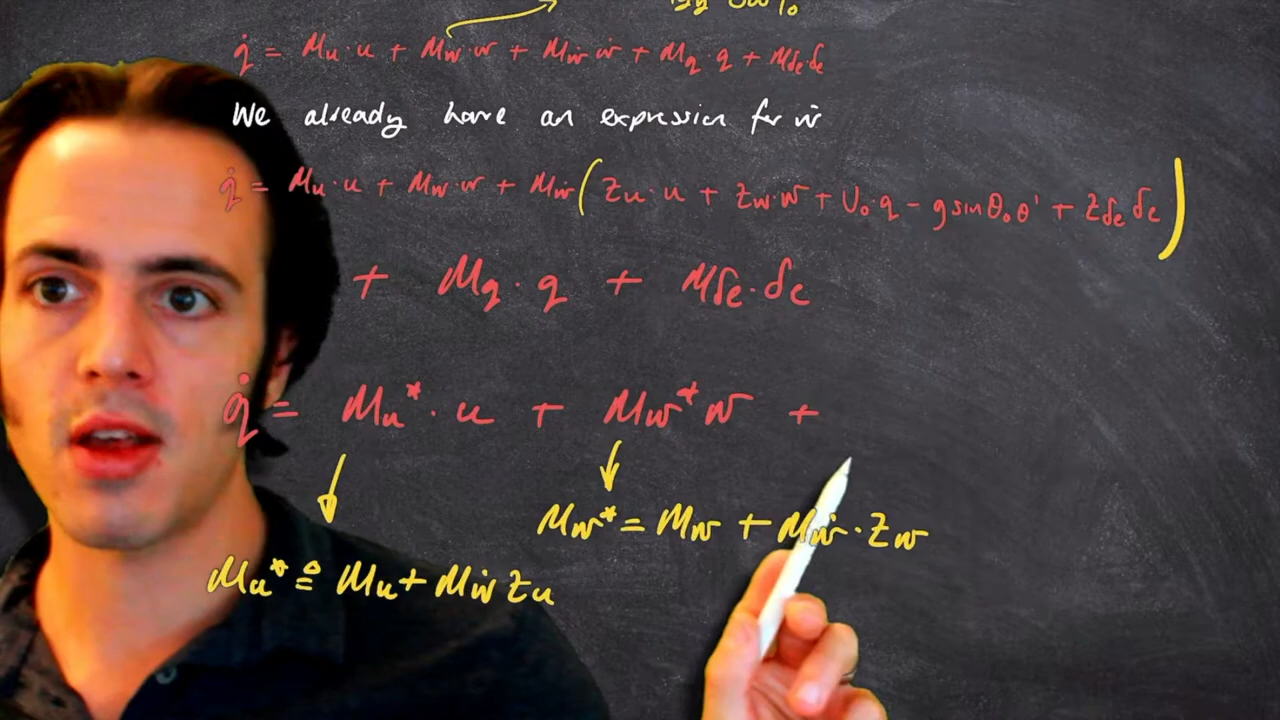 q̇ = Mu·u + Mw·w + Mẇ·ẇ + Mq·q + Mδe·δe
We already have an expression for ẇ
q̇ = Mu·u + Mw·w + Mẇ(Zu·u + Zw·w + U₀·q - g sinθ₀θ' + Zδe δe)
+ Mq·q + Mδe·δe
q̇ = Mu*·u + Mw*w +
Mw* = Mw + Mẇ·Zw
Mu* ≙ Mu + Mẇ Zu